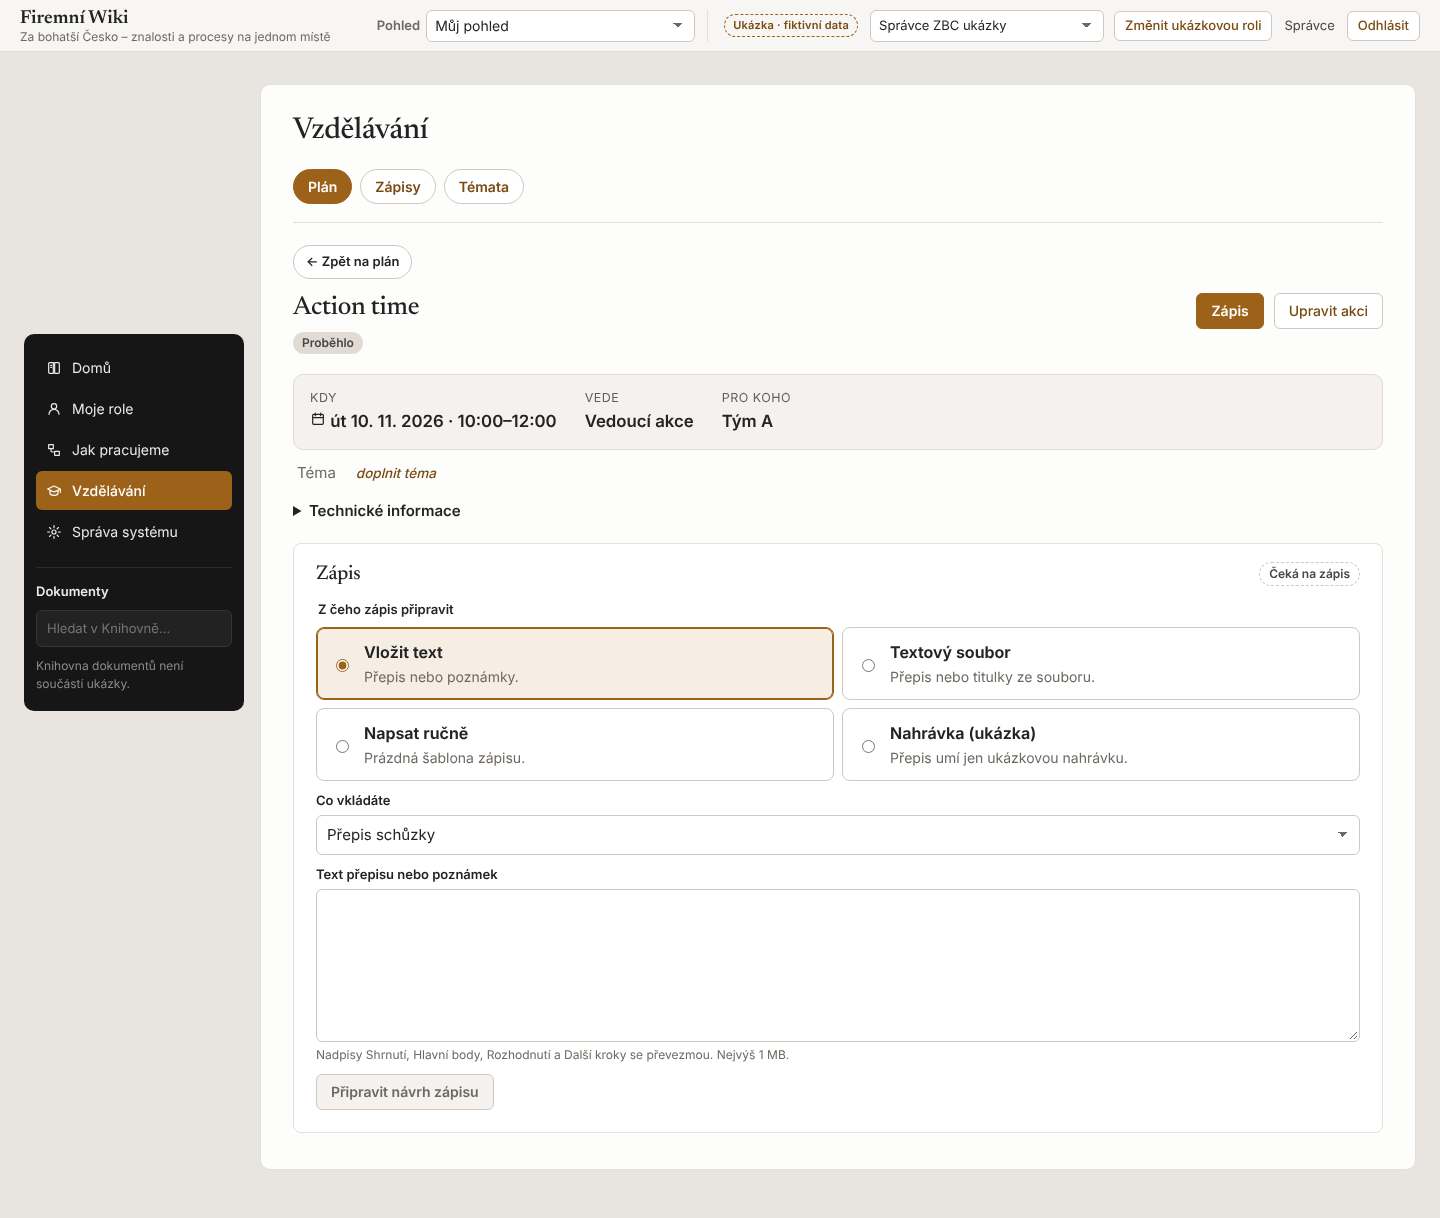 Firemní Wiki
Za bohatší Česko – znalosti a procesy na jednom místě
Pohled
Můj pohled
Ukázka · fiktivní data
Správce ZBC ukázky
Změnit ukázkovou roli
Správce
Odhlásit
Domů
Moje role
Jak pracujeme
Vzdělávání
Správa systému
Dokumenty
Hledat v Knihovně...
Knihovna dokumentů není
součástí ukázky.
Vzdělávání
Plán
Zápisy
Témata
← Zpět na plán
Action time
Proběhlo
Zápis
Upravit akci
KDY
út 10. 11. 2026 · 10:00–12:00
VEDE
Vedoucí akce
PRO KOHO
Tým A
Téma
doplnit téma
Technické informace
Zápis
Čeká na zápis
Z čeho zápis připravit
Vložit text
Přepis nebo poznámky.
Textový soubor
Přepis nebo titulky ze souboru.
Napsat ručně
Prázdná šablona zápisu.
Nahrávka (ukázka)
Přepis umí jen ukázkovou nahrávku.
Co vkládáte
Přepis schůzky
Text přepisu nebo poznámek
Nadpisy Shrnutí, Hlavní body, Rozhodnutí a Další kroky se převezmou. Nejvýš 1 MB.
Připravit návrh zápisu